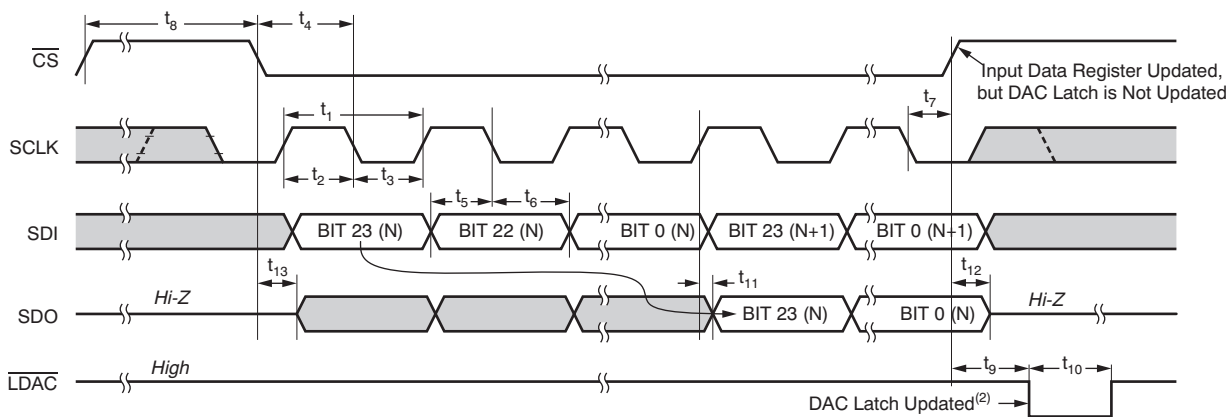 t8
t4
CS
Input Data Register Updated,
but DAC Latch is Not Updated
t7
t1
SCLK
t2
t3
t5
t6
SDI
BIT 23 (N)
BIT 22 (N)
BIT 0 (N)
BIT 23 (N+1)
BIT 0 (N+1)
t13
t11
t12
Hi-Z
Hi-Z
SDO
BIT 23 (N)
BIT 0 (N)
High
t9
t10
LDAC
DAC Latch Updated(2)